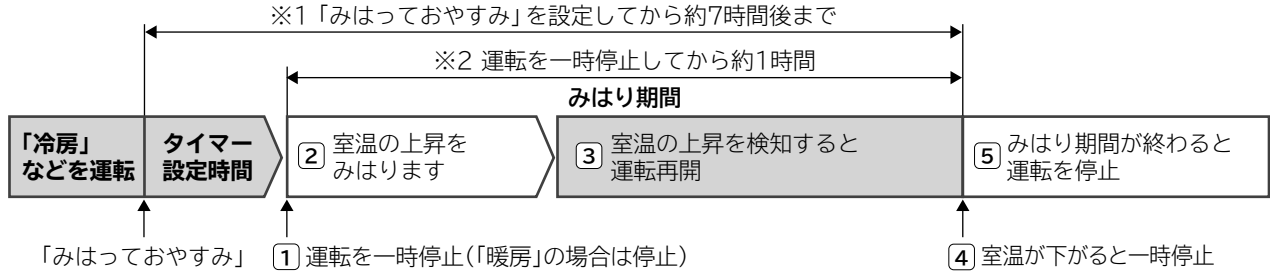 ※1「みはっておやすみ」を設定してから約7時間後まで
※2 運転を一時停止してから約1時間
みはり期間
「冷房」
などを運転
タイマー
設定時間
2 室温の上昇を
みはります
3 室温の上昇を検知すると
運転再開
5 みはり期間が終わると
運転を停止
「みはっておやすみ」
1 運転を一時停止(「暖房」の場合は停止)
4 室温が下がると一時停止